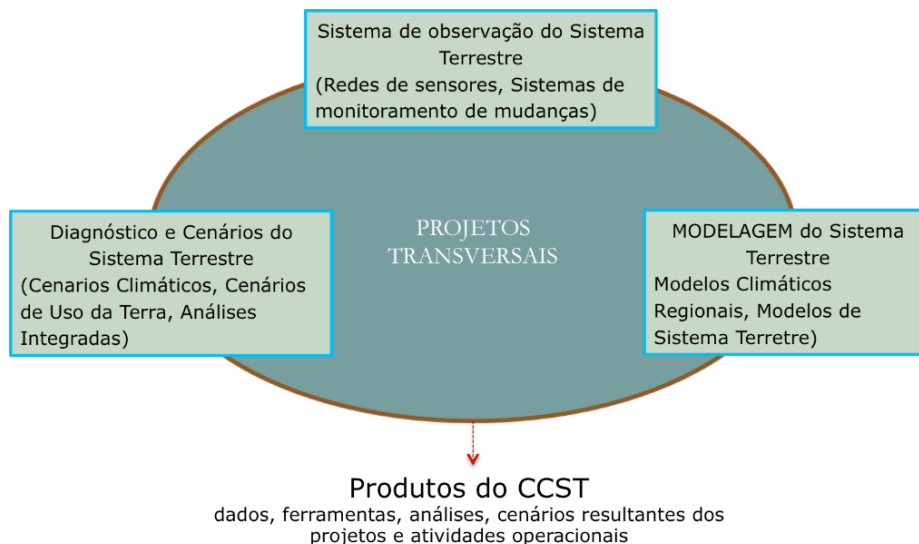 Sistema de observação do Sistema
Terrestre
(Redes de sensores, Sistemas de
monitoramento de mudanças)
PROJETOS
TRANSVERSAIS
Diagnóstico e Cenários do
Sistema Terrestre
(Cenarios Climáticos, Cenários
de Uso da Terra, Análises
Integradas)
MODELAGEM do Sistema
Terrestre
Modelos Climáticos
Regionais, Modelos de
Sistema Terretre)
Produtos do CCST
dados, ferramentas, análises, cenários resultantes dos
projetos e atividades operacionais